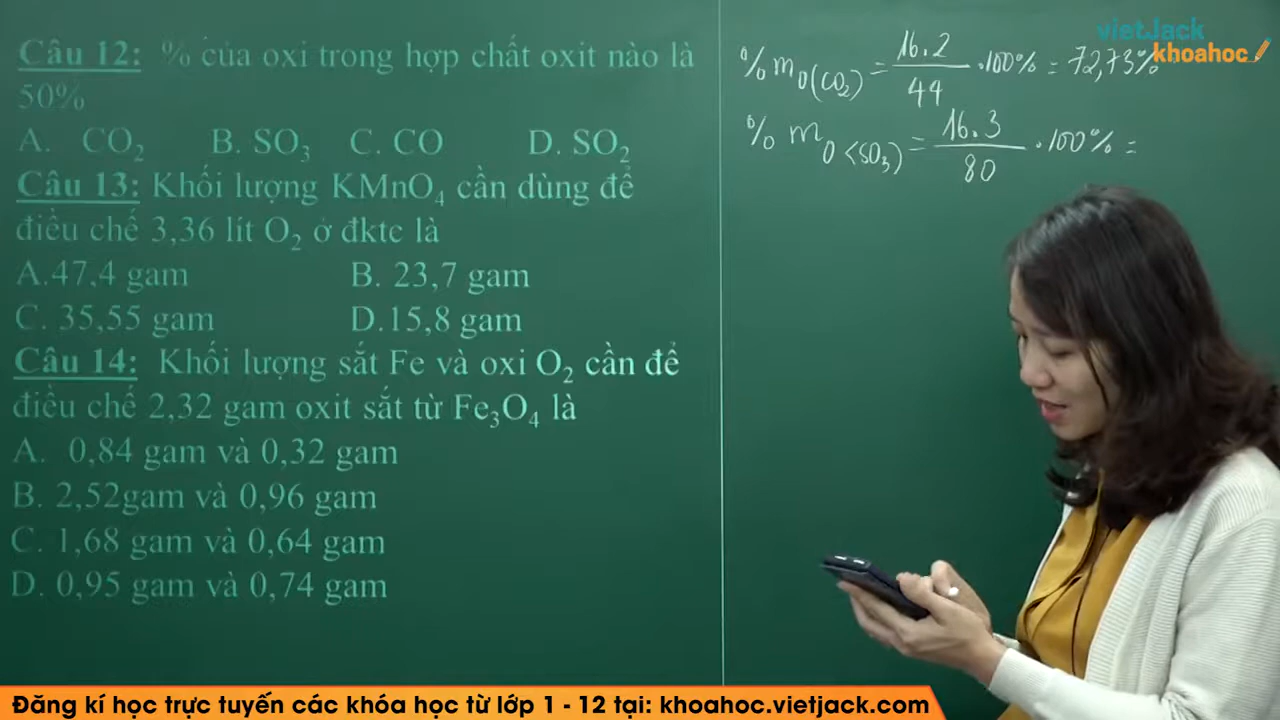 Câu 12: % của oxi trong hợp chất oxit nào là
50%
A. CO₂ B. SO₃ C. CO D. SO₂
Câu 13: Khối lượng KMnO₄ cần dùng để
điều chế 3,36 lít O₂ ở đktc là
A.47,4 gam B. 23,7 gam
C. 35,55 gam D.15,8 gam
Câu 14: Khối lượng sắt Fe và oxi O₂ cần để
điều chế 2,32 gam oxit sắt từ Fe₃O₄ là
A. 0,84 gam và 0,32 gam
B. 2,52gam và 0,96 gam
C. 1,68 gam và 0,64 gam
D. 0,95 gam và 0,74 gam
vietJack
khoahoc
% m O(CO₂) = 16.2 / 44 .100% = 72,73%
% m O(SO₃) = 16.3 / 80 .100% =
Đăng kí học trực tuyến các khóa học từ lớp 1 - 12 tại: khoahoc.vietjack.com